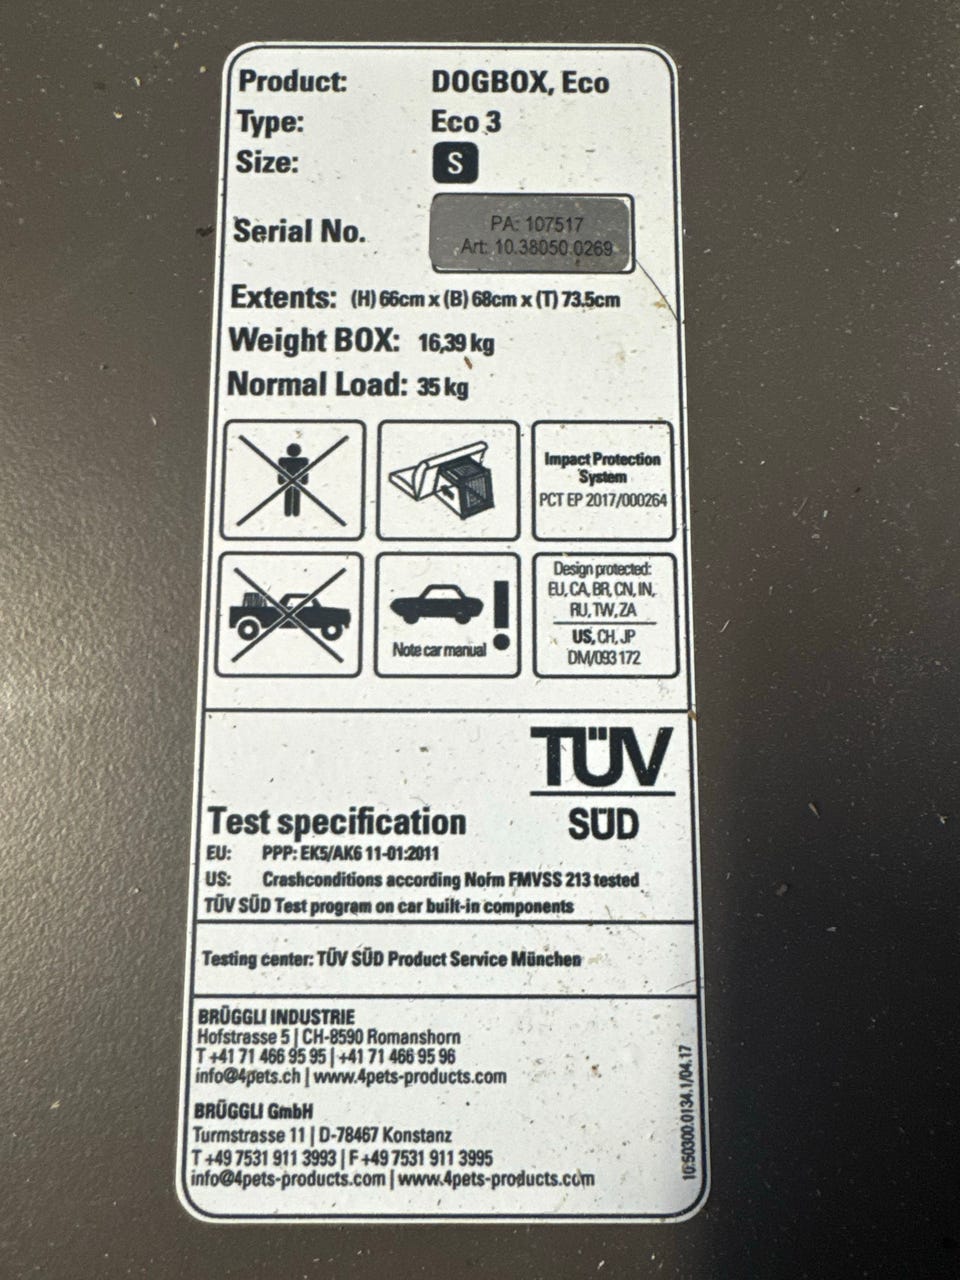 Product: DOGBOX, Eco
Type: Eco 3
Size: S
Serial No. PA: 107517
Art: 10.38050.0269
Extents: (H) 66cm x (B) 68cm x (T) 73.5cm
Weight BOX: 16,39 kg
Normal Load: 35 kg
Impact Protection
System
PCT EP 2017/000264
Note car manual
!
Design protected:
EU, CA, BR, CN, IN,
RU, TW, ZA
US, CH, JP
DM/093 172
TÜV
SÜD
Test specification
EU: PPP: EK5/AK6 11-01:2011
US: Crashconditions according Norm FMVSS 213 tested
TÜV SÜD Test program on car built-in components
Testing center: TÜV SÜD Product Service München
BRÜGGLI INDUSTRIE
Hofstrasse 5 | CH-8590 Romanshorn
T +41 71 466 95 95 | +41 71 466 95 96
info@4pets.ch | www.4pets-products.com
BRÜGGLI GmbH
Turmstrasse 11 | D-78467 Konstanz
T +49 7531 911 3993 | F +49 7531 911 3995
info@4pets-products.com | www.4pets-products.com
10.50300.0134.1/04.17